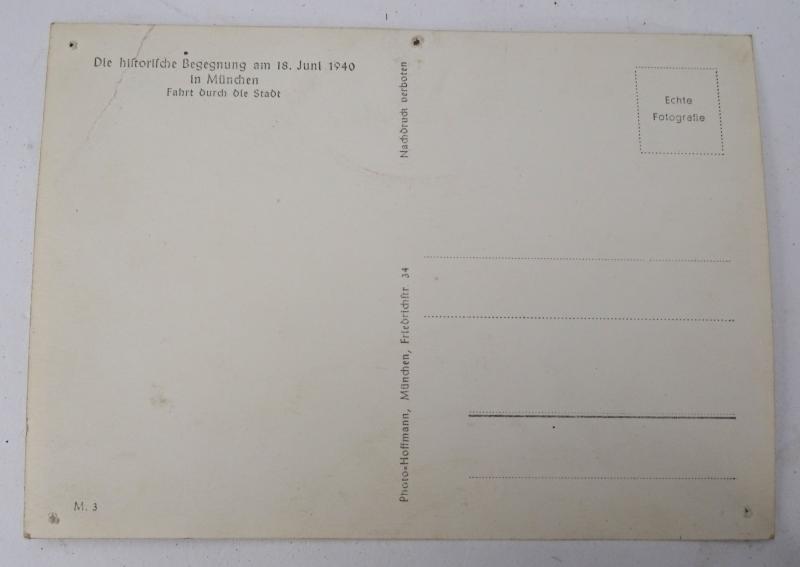 Die historische Begegnung am 18. Juni 1940
in München
Fahrt durch die Stadt
Nachdruck verboten
Photo=Hoffmann, München, Friedrichstr. 34
Echte
Fotografie
M. 3